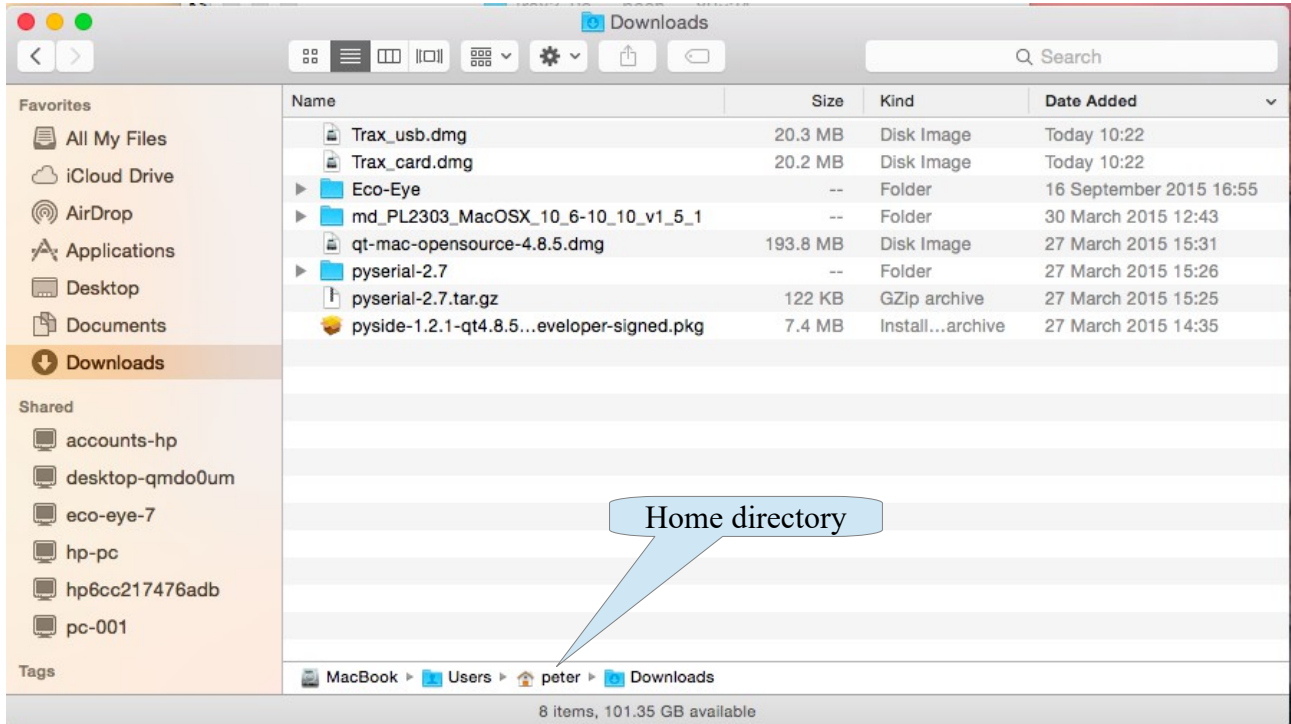 Downloads
Search
Favorites
All My Files
iCloud Drive
AirDrop
Applications
Desktop
Documents
Downloads
Shared
accounts-hp
desktop-qmdo0um
eco-eye-7
hp-pc
hp6cc217476adb
pc-001
Tags
Name Size Kind Date Added
Trax_usb.dmg 20.3 MB Disk Image Today 10:22
Trax_card.dmg 20.2 MB Disk Image Today 10:22
Eco-Eye -- Folder 16 September 2015 16:55
md_PL2303_MacOSX_10_6-10_10_v1_5_1 -- Folder 30 March 2015 12:43
qt-mac-opensource-4.8.5.dmg 193.8 MB Disk Image 27 March 2015 15:31
pyserial-2.7 -- Folder 27 March 2015 15:26
pyserial-2.7.tar.gz 122 KB GZip archive 27 March 2015 15:25
pyside-1.2.1-qt4.8.5...eveloper-signed.pkg 7.4 MB Install...archive 27 March 2015 14:35
Home directory
MacBook Users peter Downloads
8 items, 101.35 GB available